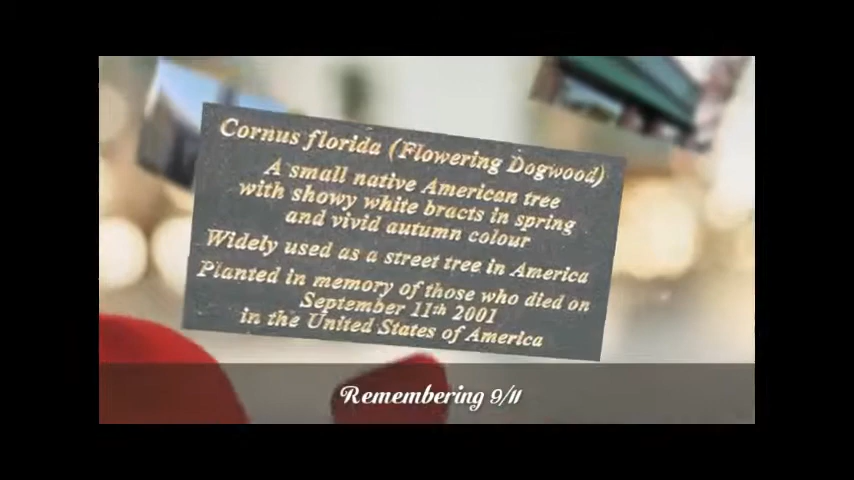 Cornus florida (Flowering Dogwood)
A small native American tree
with showy white bracts in spring
and vivid autumn colour
Widely used as a street tree in America
Planted in memory of those who died on
September 11th 2001
in the United States of America
Remembering 9/11